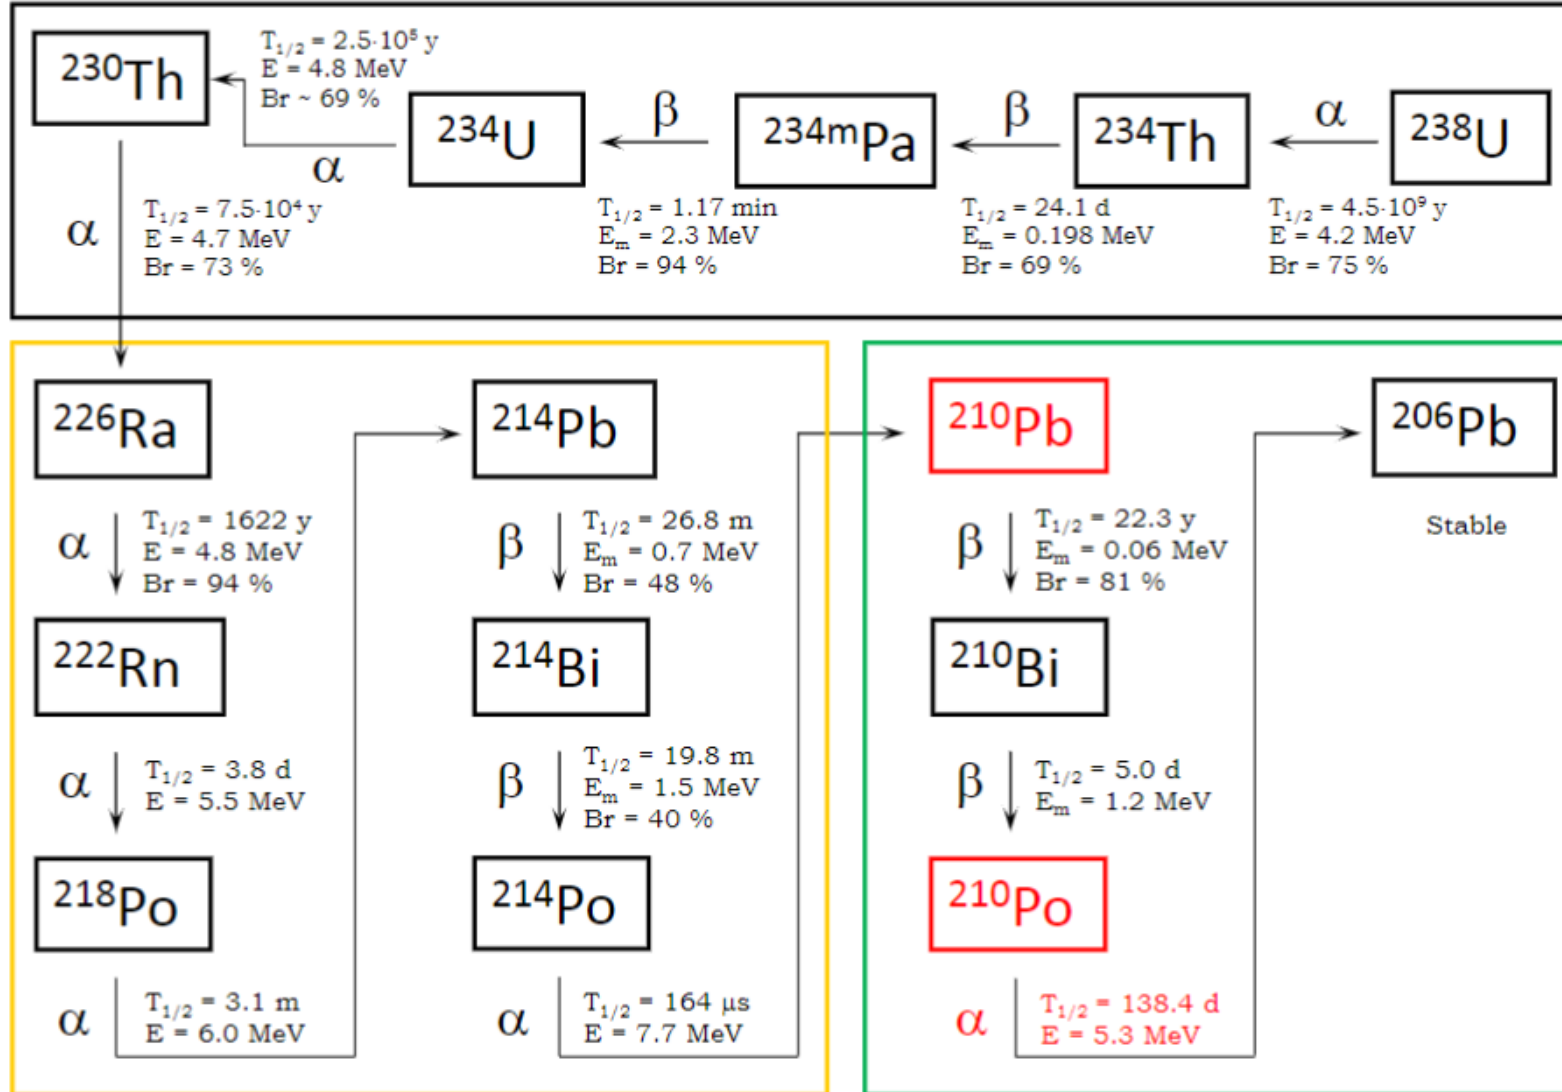 ²³⁰Th
T₁/₂ = 2.5·10⁵ y
E = 4.8 MeV
Br ~ 69 %
α
²³⁴U
β
²³⁴ᵐPa
β
²³⁴Th
α
²³⁸U
α
T₁/₂ = 7.5·10⁴ y
E = 4.7 MeV
Br = 73 %
T₁/₂ = 1.17 min
Eₘ = 2.3 MeV
Br = 94 %
T₁/₂ = 24.1 d
Eₘ = 0.198 MeV
Br = 69 %
T₁/₂ = 4.5·10⁹ y
E = 4.2 MeV
Br = 75 %
²²⁶Ra
α
T₁/₂ = 1622 y
E = 4.8 MeV
Br = 94 %
²²²Rn
α
T₁/₂ = 3.8 d
E = 5.5 MeV
²¹⁸Po
α
T₁/₂ = 3.1 m
E = 6.0 MeV
²¹⁴Pb
β
T₁/₂ = 26.8 m
Eₘ = 0.7 MeV
Br = 48 %
²¹⁴Bi
β
T₁/₂ = 19.8 m
Eₘ = 1.5 MeV
Br = 40 %
²¹⁴Po
α
T₁/₂ = 164 µs
E = 7.7 MeV
²¹⁰Pb
β
T₁/₂ = 22.3 y
Eₘ = 0.06 MeV
Br = 81 %
²¹⁰Bi
β
T₁/₂ = 5.0 d
Eₘ = 1.2 MeV
²¹⁰Po
α
T₁/₂ = 138.4 d
E = 5.3 MeV
²⁰⁶Pb
Stable